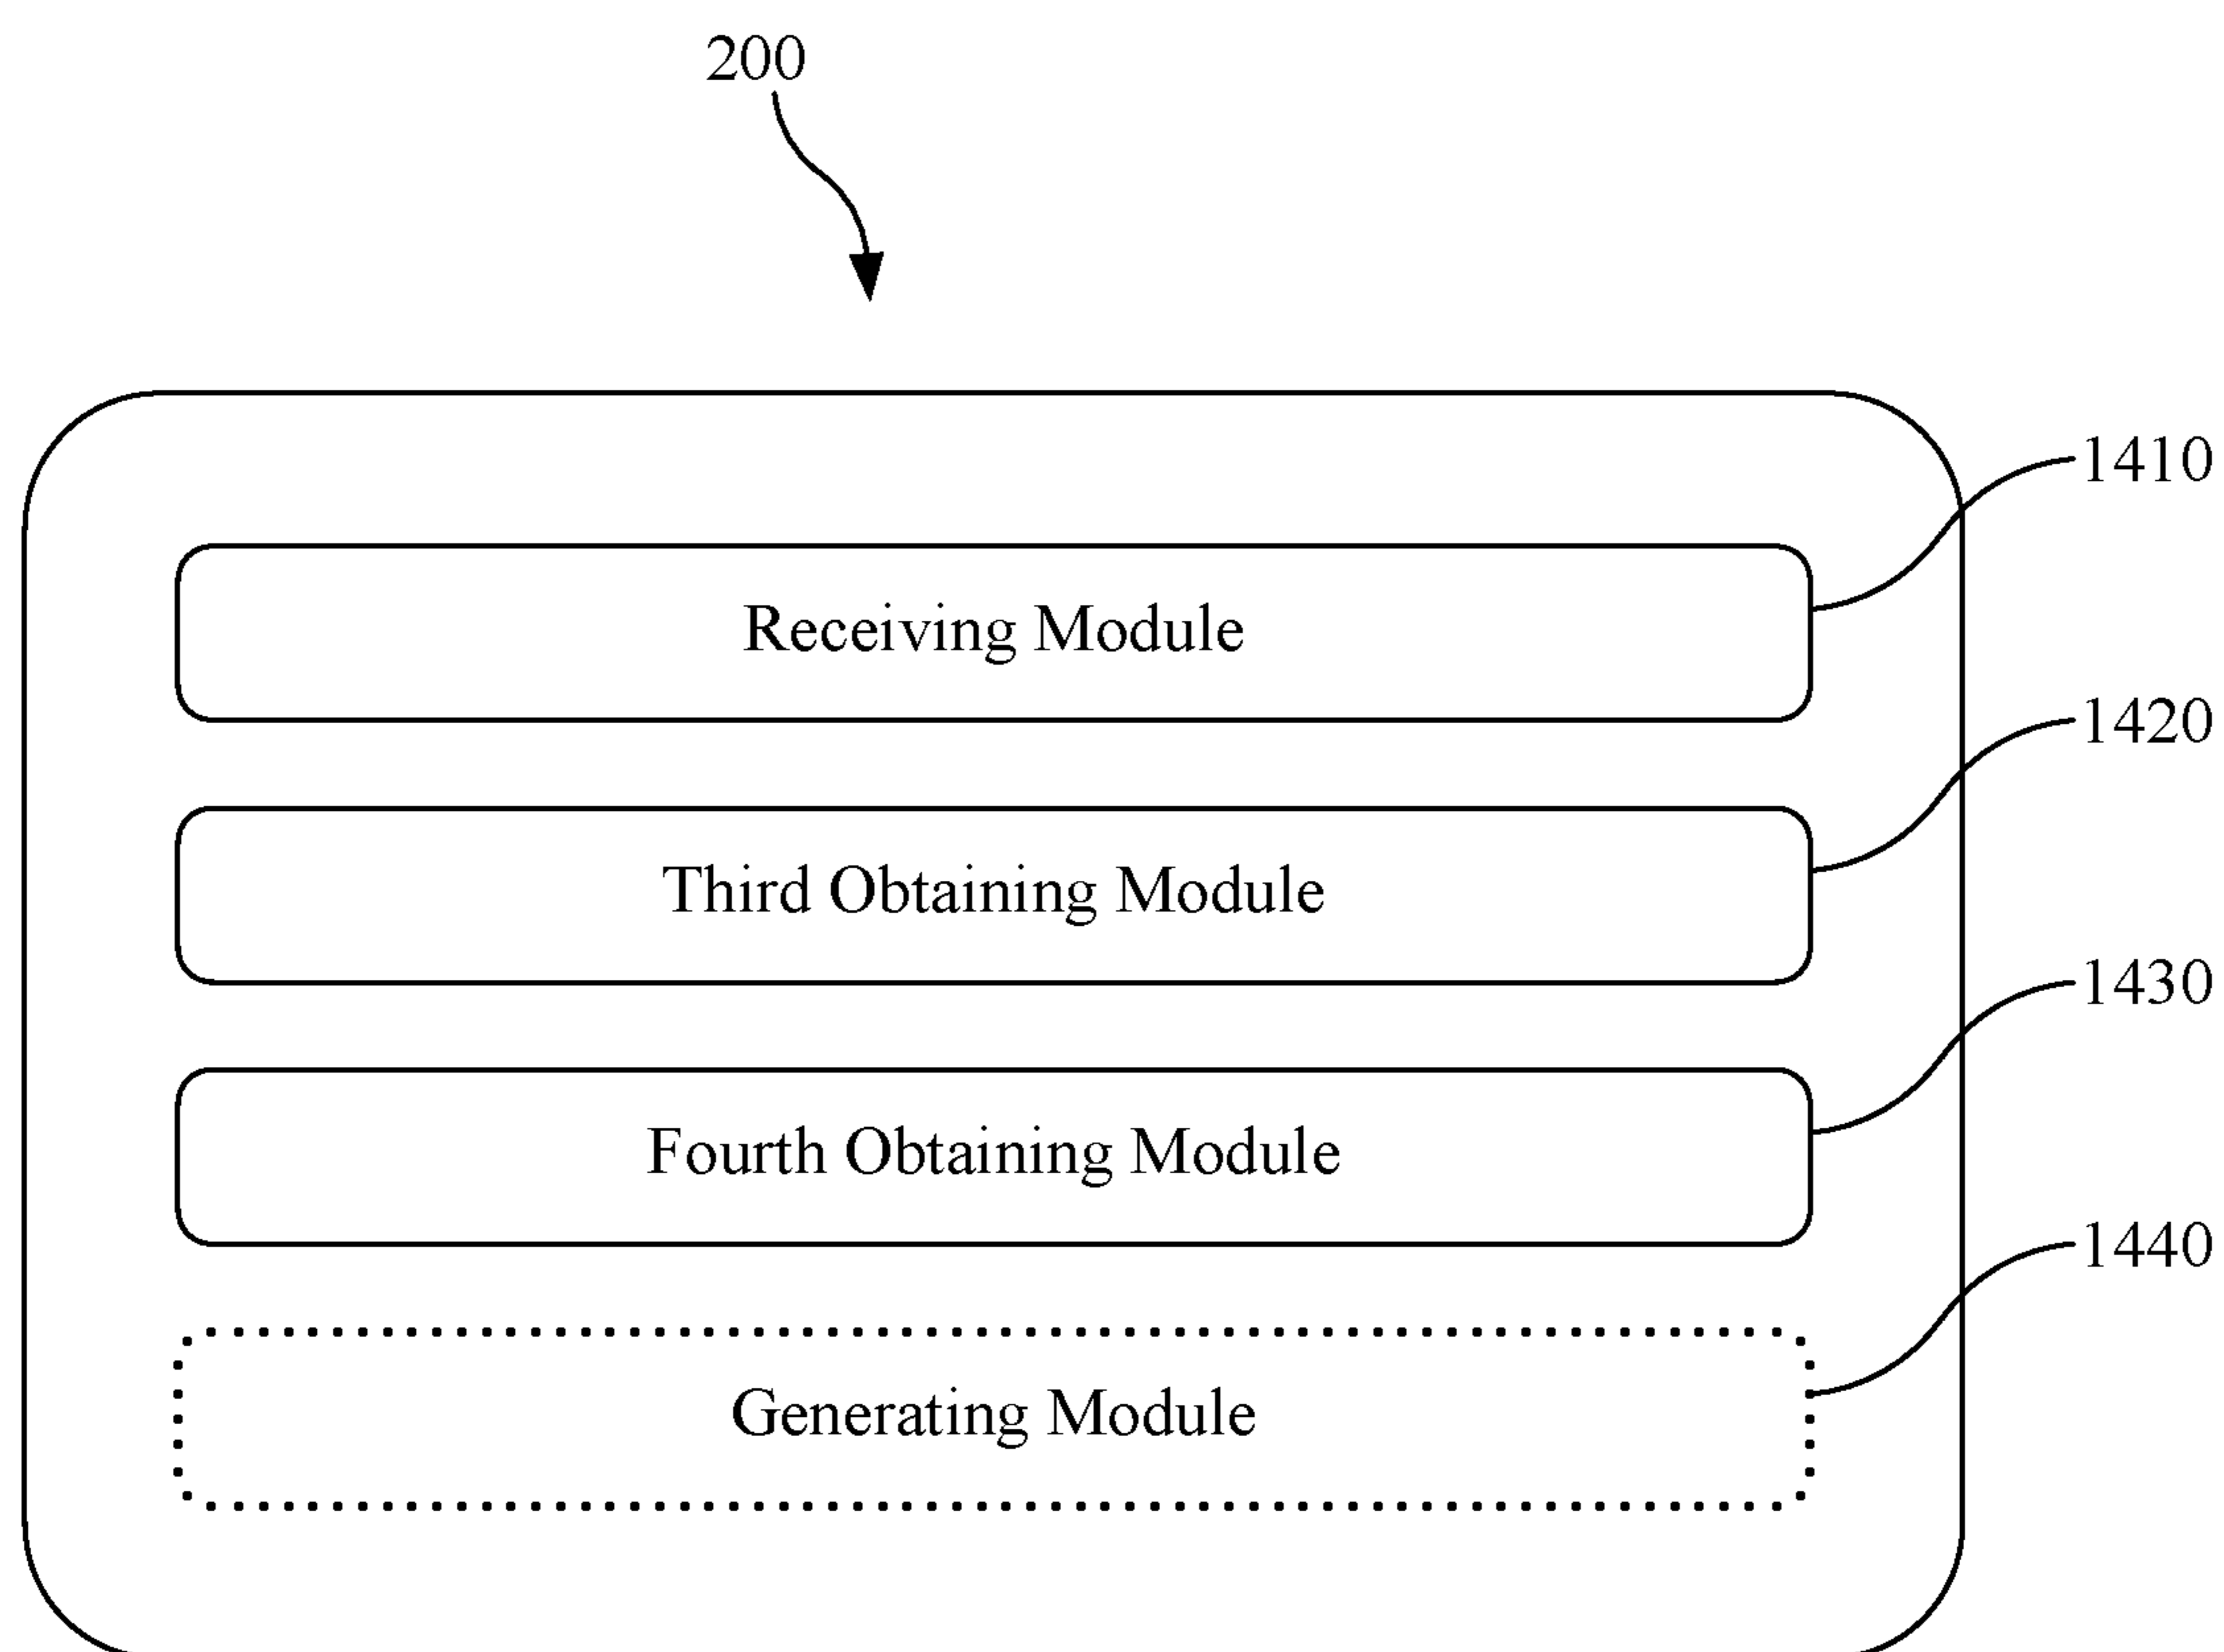 200
1410
Receiving Module
1420
Third Obtaining Module
1430
Fourth Obtaining Module
1440
Generating Module